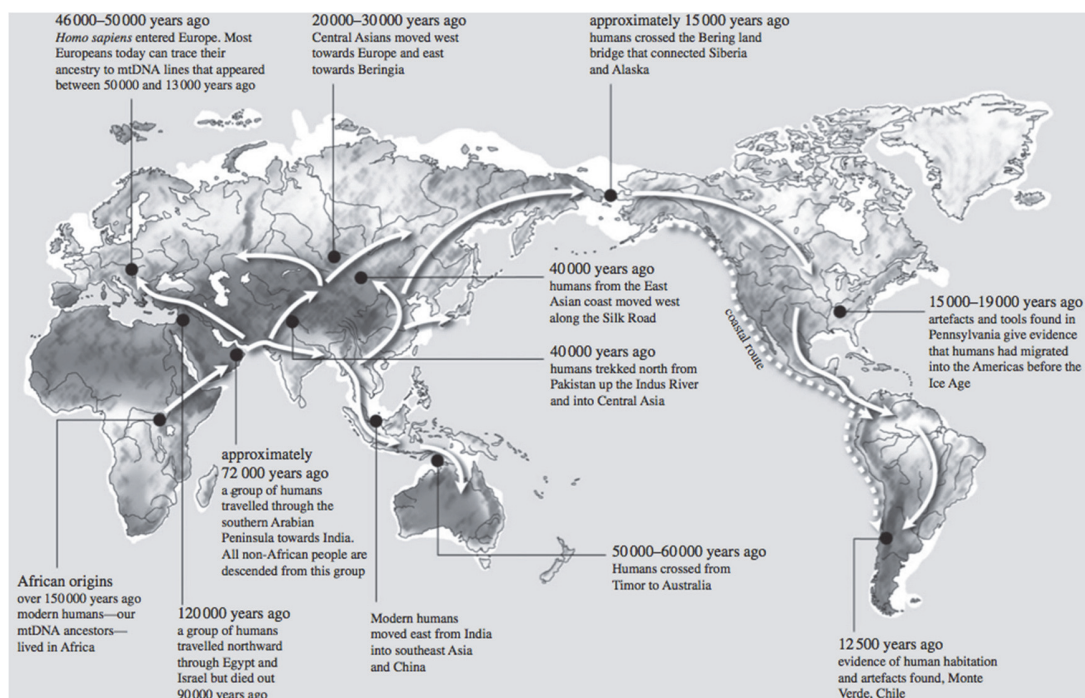 46 000–50 000 years ago
Homo sapiens entered Europe. Most
Europeans today can trace their
ancestry to mtDNA lines that appeared
between 50 000 and 13 000 years ago
20 000–30 000 years ago
Central Asians moved west
towards Europe and east
towards Beringia
approximately 15 000 years ago
humans crossed the Bering land
bridge that connected Siberia
and Alaska
40 000 years ago
humans from the East
Asian coast moved west
along the Silk Road
40 000 years ago
humans trekked north from
Pakistan up the Indus River
and into Central Asia
coastal route
15 000–19 000 years ago
artefacts and tools found in
Pennsylvania give evidence
that humans had migrated
into the Americas before the
Ice Age
approximately
72 000 years ago
a group of humans
travelled through the
southern Arabian
Peninsula towards India.
All non-African people are
descended from this group
50 000–60 000 years ago
Humans crossed from
Timor to Australia
African origins
over 150 000 years ago
modern humans—our
mtDNA ancestors—
lived in Africa
120 000 years ago
a group of humans
travelled northward
through Egypt and
Israel but died out
90 000 years ago
Modern humans
moved east from India
into southeast Asia
and China
12 500 years ago
evidence of human habitation
and artefacts found, Monte
Verde, Chile